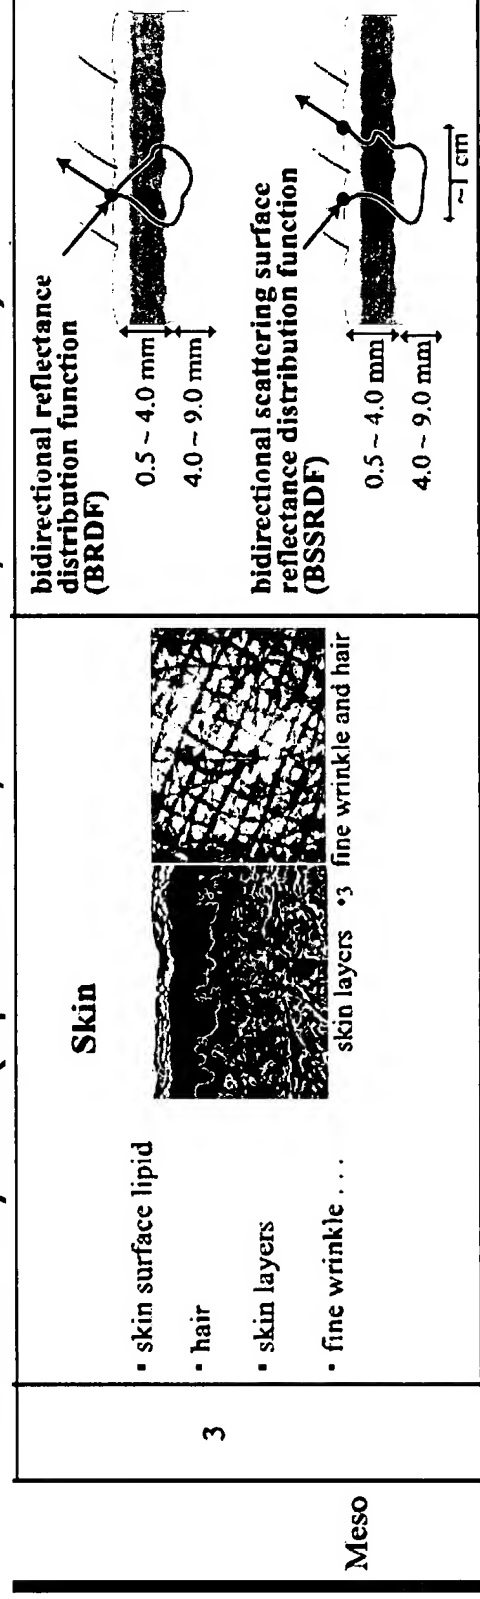 Meso
3
Skin
▪ skin surface lipid
▪ hair
▪ skin layers
▪ fine wrinkle . . .
skin layers *3 fine wrinkle and hair
bidirectional reflectance
distribution function
(BRDF)
0.5 ~ 4.0 mm
4.0 ~ 9.0 mm
bidirectional scattering surface
reflectance distribution function
(BSSRDF)
0.5 ~ 4.0 mm
4.0 ~ 9.0 mm
~1 cm